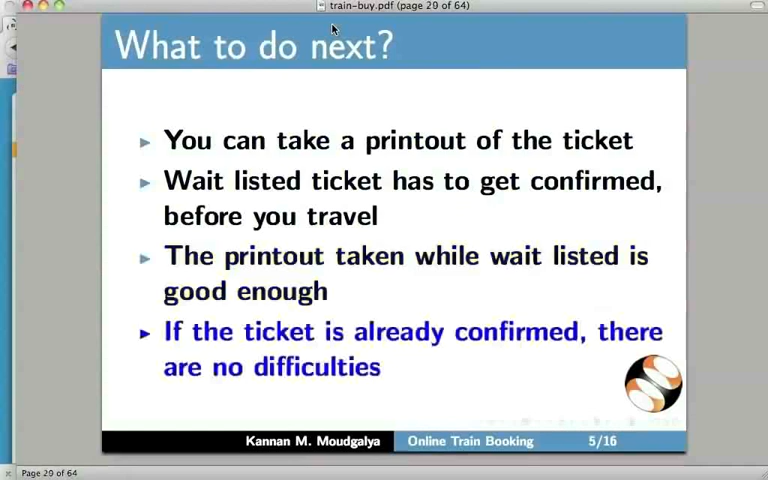 train-buy.pdf (page 29 of 64)
What to do next?
You can take a printout of the ticket
Wait listed ticket has to get confirmed,
before you travel
The printout taken while wait listed is
good enough
If the ticket is already confirmed, there
are no difficulties
Kannan M. Moudgalya Online Train Booking 5/16
Page 29 of 64